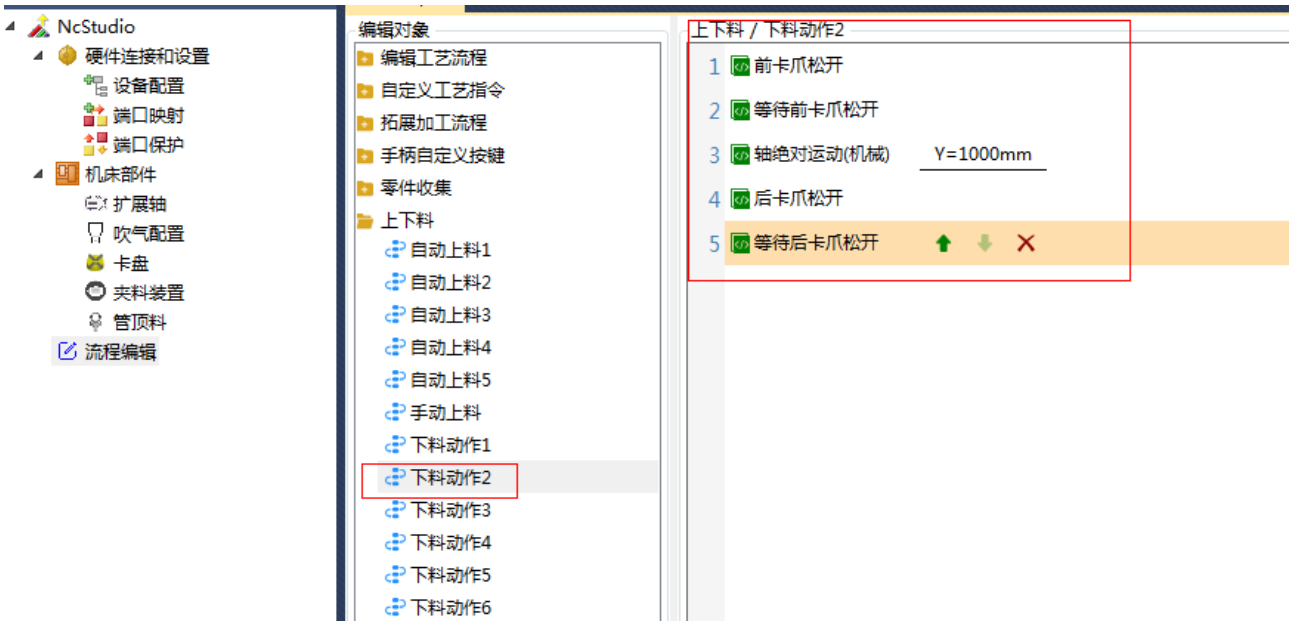 NcStudio
硬件连接和设置
设备配置
端口映射
端口保护
机床部件
扩展轴
吹气配置
卡盘
夹料装置
管顶料
流程编辑
编辑对象
编辑工艺流程
自定义工艺指令
拓展加工流程
手柄自定义按键
零件收集
上下料
自动上料1
自动上料2
自动上料3
自动上料4
自动上料5
手动上料
下料动作1
下料动作2
下料动作3
下料动作4
下料动作5
下料动作6
上下料 / 下料动作2
1 前卡爪松开
2 等待前卡爪松开
3 轴绝对运动(机械) Y=1000mm
4 后卡爪松开
5 等待后卡爪松开